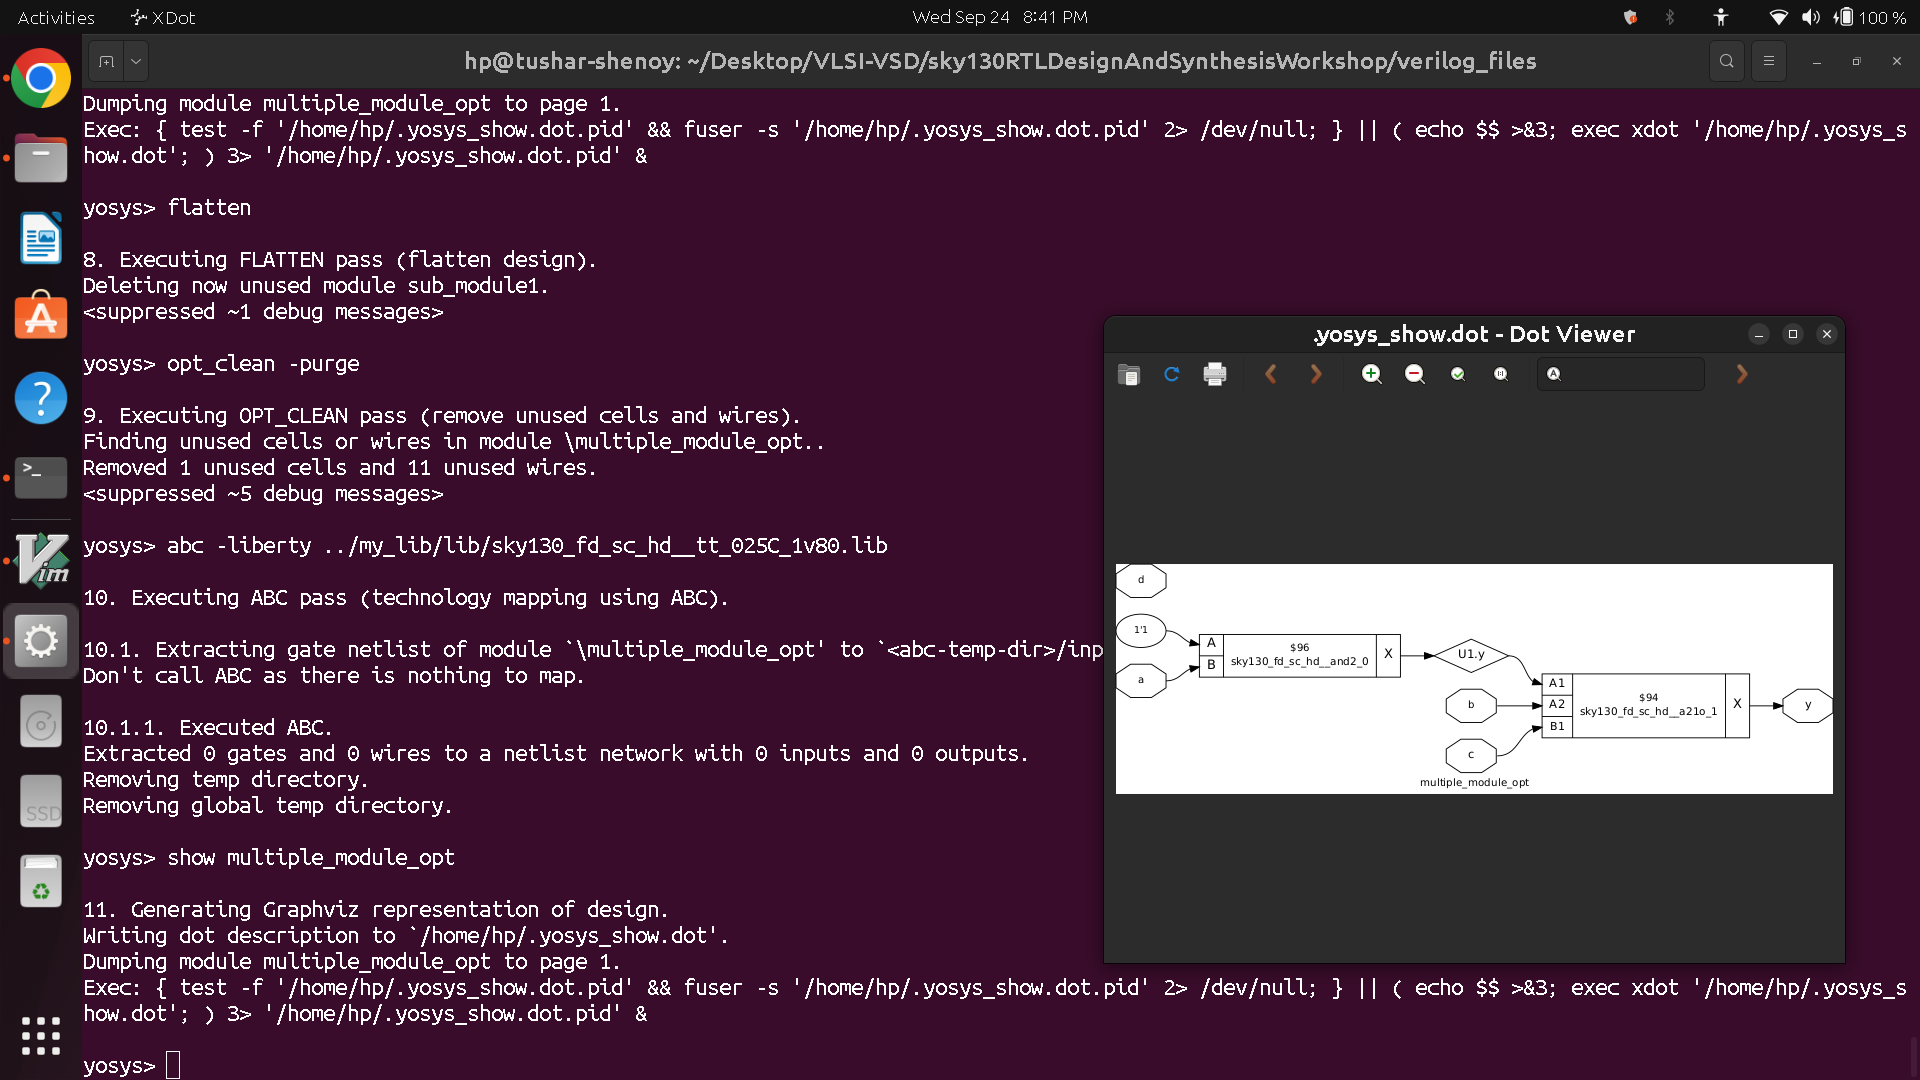 Activities
XDot
Wed Sep 24 8:41 PM
100 %
hp@tushar-shenoy: ~/Desktop/VLSI-VSD/sky130RTLDesignAndSynthesisWorkshop/verilog_files
Dumping module multiple_module_opt to page 1.
Exec: { test -f '/home/hp/.yosys_show.dot.pid' && fuser -s '/home/hp/.yosys_show.dot.pid' 2> /dev/null; } || ( echo $$ >&3; exec xdot '/home/hp/.yosys_s
how.dot'; ) 3> '/home/hp/.yosys_show.dot.pid' &
yosys> flatten
8. Executing FLATTEN pass (flatten design).
Deleting now unused module sub_module1.
<suppressed ~1 debug messages>
yosys> opt_clean -purge
9. Executing OPT_CLEAN pass (remove unused cells and wires).
Finding unused cells or wires in module \multiple_module_opt..
Removed 1 unused cells and 11 unused wires.
<suppressed ~5 debug messages>
yosys> abc -liberty ../my_lib/lib/sky130_fd_sc_hd__tt_025C_1v80.lib
10. Executing ABC pass (technology mapping using ABC).
10.1. Extracting gate netlist of module `\multiple_module_opt' to `<abc-temp-dir>/inp
Don't call ABC as there is nothing to map.
10.1.1. Executed ABC.
Extracted 0 gates and 0 wires to a netlist network with 0 inputs and 0 outputs.
Removing temp directory.
Removing global temp directory.
yosys> show multiple_module_opt
11. Generating Graphviz representation of design.
Writing dot description to `/home/hp/.yosys_show.dot'.
Dumping module multiple_module_opt to page 1.
Exec: { test -f '/home/hp/.yosys_show.dot.pid' && fuser -s '/home/hp/.yosys_show.dot.pid' 2> /dev/null; } || ( echo $$ >&3; exec xdot '/home/hp/.yosys_s
how.dot'; ) 3> '/home/hp/.yosys_show.dot.pid' &
yosys>
.yosys_show.dot - Dot Viewer
d
1'1
a
A
B
$96
sky130_fd_sc_hd__and2_0
X
U1.y
b
c
A1
A2
B1
$94
sky130_fd_sc_hd__a21o_1
X
y
multiple_module_opt
Vim
SSD